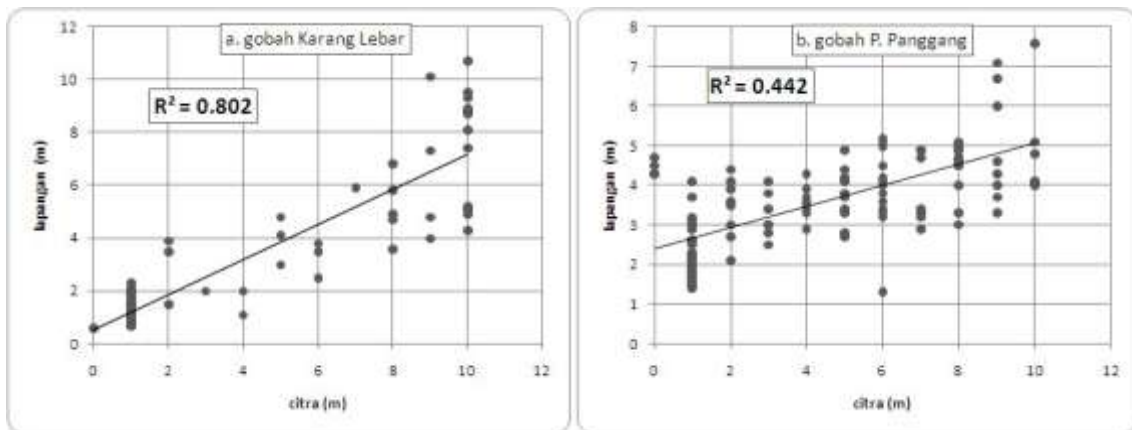 a. gobah Karang Lebar
R² = 0.802
lapangan (m)
12
10
8
6
4
2
0
0 2 4 6 8 10 12
citra (m)
b. gobah P. Panggang
R² = 0.442
lapangan (m)
8
7
6
5
4
3
2
1
0
0 2 4 6 8 10 12
citra (m)